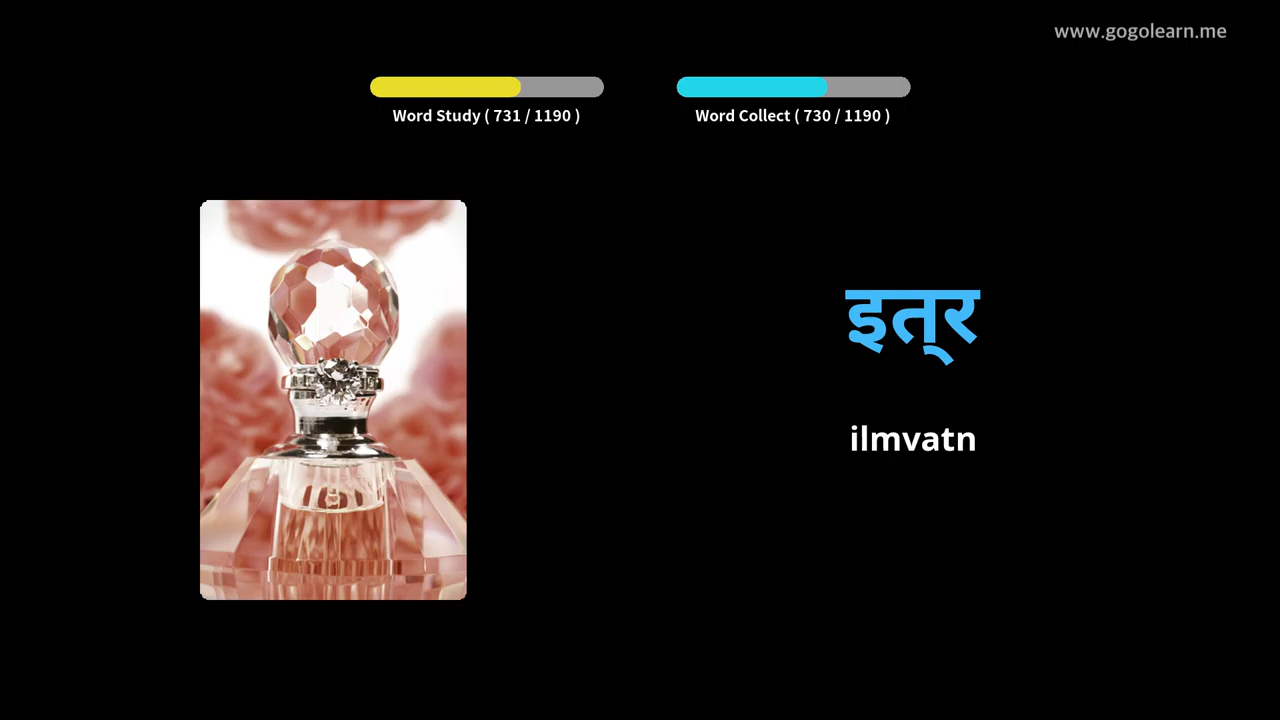 www.gogolearn.me
Word Study ( 731 / 1190 )
Word Collect ( 730 / 1190 )
इत्र
ilmvatn